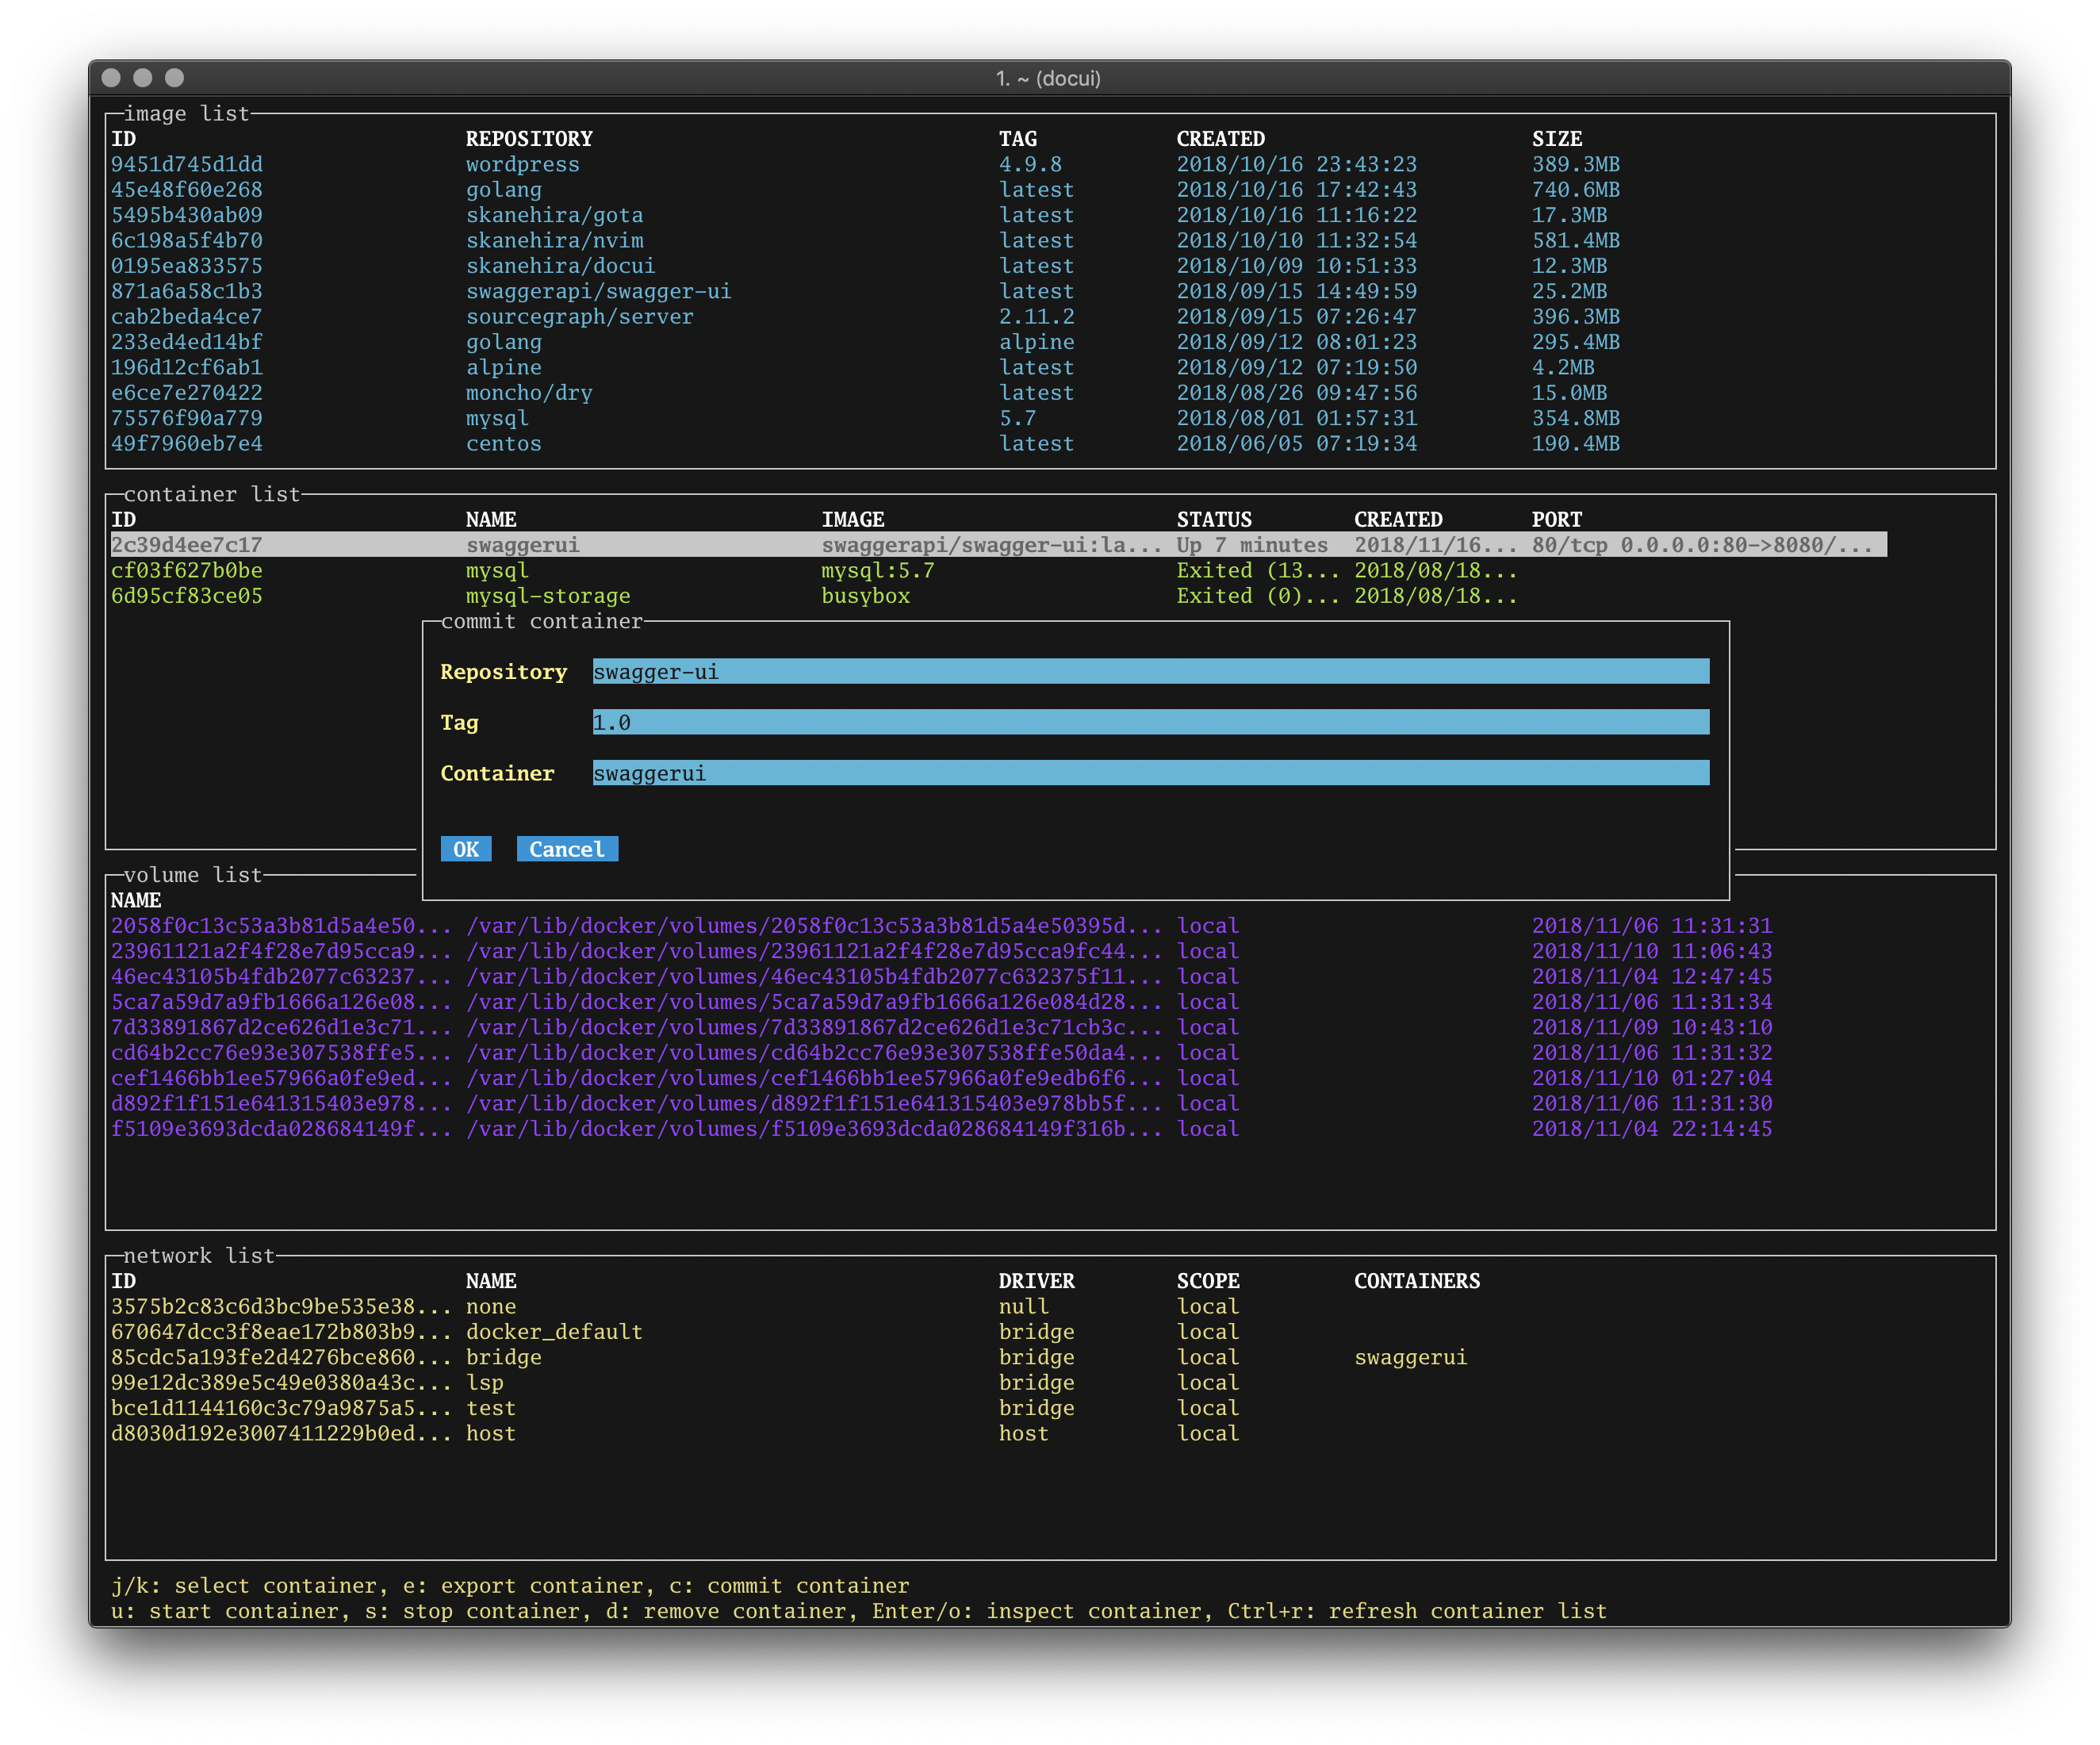 1. ~ (docui)
image list
ID REPOSITORY TAG CREATED SIZE
9451d745d1dd wordpress 4.9.8 2018/10/16 23:43:23 389.3MB
45e48f60e268 golang latest 2018/10/16 17:42:43 740.6MB
5495b430ab09 skanehira/gota latest 2018/10/16 11:16:22 17.3MB
6c198a5f4b70 skanehira/nvim latest 2018/10/10 11:32:54 581.4MB
0195ea833575 skanehira/docui latest 2018/10/09 10:51:33 12.3MB
871a6a58c1b3 swaggerapi/swagger-ui latest 2018/09/15 14:49:59 25.2MB
cab2beda4ce7 sourcegraph/server 2.11.2 2018/09/15 07:26:47 396.3MB
233ed4ed14bf golang alpine 2018/09/12 08:01:23 295.4MB
196d12cf6ab1 alpine latest 2018/09/12 07:19:50 4.2MB
e6ce7e270422 moncho/dry latest 2018/08/26 09:47:56 15.0MB
75576f90a779 mysql 5.7 2018/08/01 01:57:31 354.8MB
49f7960eb7e4 centos latest 2018/06/05 07:19:34 190.4MB
container list
ID NAME IMAGE STATUS CREATED PORT
2c39d4ee7c17 swaggerui swaggerapi/swagger-ui:la... Up 7 minutes 2018/11/16... 80/tcp 0.0.0.0:80->8080/...
cf03f627b0be mysql mysql:5.7 Exited (13... 2018/08/18...
6d95cf83ce05 mysql-storage busybox Exited (0)... 2018/08/18...
commit container
Repository swagger-ui
Tag 1.0
Container swaggerui
OK Cancel
volume list
NAME
2058f0c13c53a3b81d5a4e50... /var/lib/docker/volumes/2058f0c13c53a3b81d5a4e50395d... local 2018/11/06 11:31:31
23961121a2f4f28e7d95cca9... /var/lib/docker/volumes/23961121a2f4f28e7d95cca9fc44... local 2018/11/10 11:06:43
46ec43105b4fdb2077c63237... /var/lib/docker/volumes/46ec43105b4fdb2077c632375f11... local 2018/11/04 12:47:45
5ca7a59d7a9fb1666a126e08... /var/lib/docker/volumes/5ca7a59d7a9fb1666a126e084d28... local 2018/11/06 11:31:34
7d33891867d2ce626d1e3c71... /var/lib/docker/volumes/7d33891867d2ce626d1e3c71cb3c... local 2018/11/09 10:43:10
cd64b2cc76e93e307538ffe5... /var/lib/docker/volumes/cd64b2cc76e93e307538ffe50da4... local 2018/11/06 11:31:32
cef1466bb1ee57966a0fe9ed... /var/lib/docker/volumes/cef1466bb1ee57966a0fe9edb6f6... local 2018/11/10 01:27:04
d892f1f151e641315403e978... /var/lib/docker/volumes/d892f1f151e641315403e978bb5f... local 2018/11/06 11:31:30
f5109e3693dcda028684149f... /var/lib/docker/volumes/f5109e3693dcda028684149f316b... local 2018/11/04 22:14:45
network list
ID NAME DRIVER SCOPE CONTAINERS
3575b2c83c6d3bc9be535e38... none null local
670647dcc3f8eae172b803b9... docker_default bridge local
85cdc5a193fe2d4276bce860... bridge bridge local swaggerui
99e12dc389e5c49e0380a43c... lsp bridge local
bce1d1144160c3c79a9875a5... test bridge local
d8030d192e3007411229b0ed... host host local
j/k: select container, e: export container, c: commit container
u: start container, s: stop container, d: remove container, Enter/o: inspect container, Ctrl+r: refresh container list